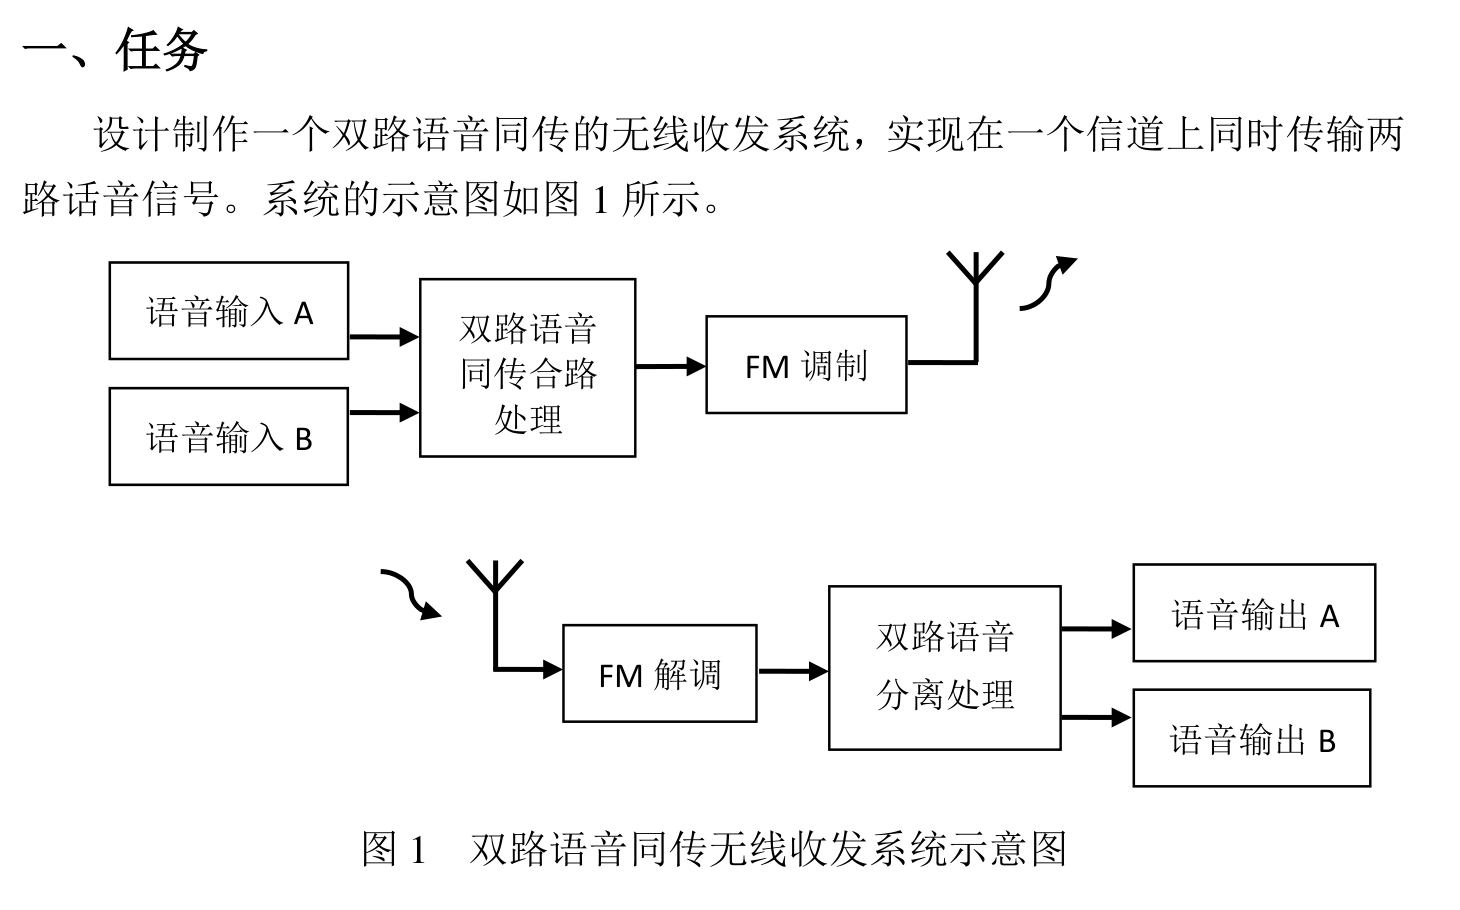 一、任务
设计制作一个双路语音同传的无线收发系统，实现在一个信道上同时传输两
路话音信号。系统的示意图如图 1 所示。
语音输入 A
语音输入 B
双路语音
同传合路
处理
FM 调制
FM 解调
双路语音
分离处理
语音输出 A
语音输出 B
图 1 双路语音同传无线收发系统示意图